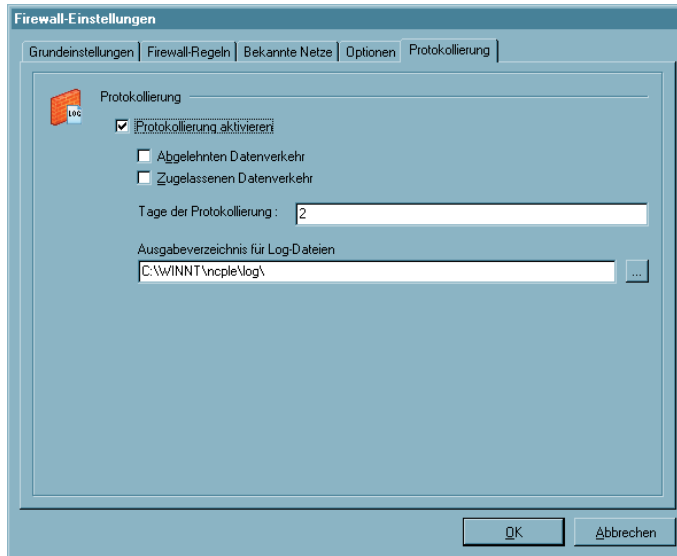 Firewall-Einstellungen
Grundeinstellungen Firewall-Regeln Bekannte Netze Optionen Protokollierung
Protokollierung
LOG
Protokollierung aktivieren
Abgelehnten Datenverkehr
Zugelassenen Datenverkehr
Tage der Protokollierung : 2
Ausgabeverzeichnis für Log-Dateien
C:\WINNT\ncple\log\ ...
OK Abbrechen